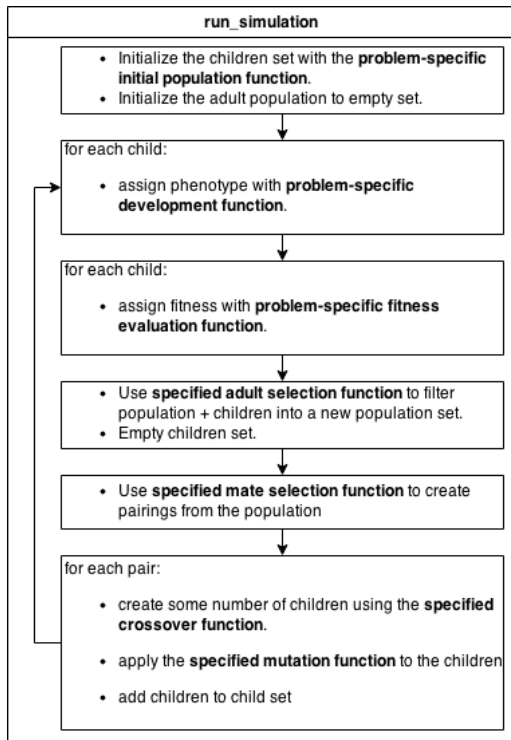 run_simulation
• Initialize the children set with the problem-specific
initial population function.
• Initialize the adult population to empty set.
for each child:
• assign phenotype with problem-specific
development function.
for each child:
• assign fitness with problem-specific fitness
evaluation function.
• Use specified adult selection function to filter
population + children into a new population set.
• Empty children set.
• Use specified mate selection function to create
pairings from the population
for each pair:
• create some number of children using the specified
crossover function.
• apply the specified mutation function to the children
• add children to child set